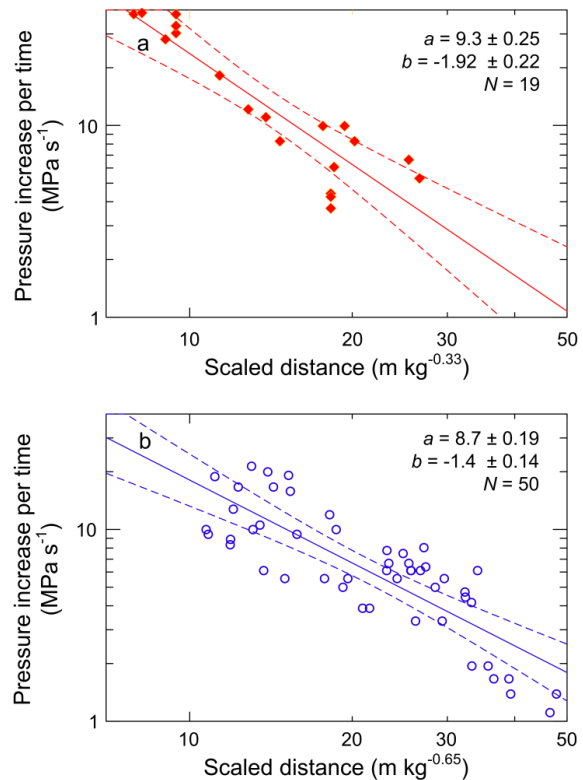 a
a = 9.3 ± 0.25
b = -1.92 ± 0.22
N = 19
10
1
Pressure increase per time
(MPa s-1)
10 20 30 40 50
Scaled distance (m kg-0.33)
b
a = 8.7 ± 0.19
b = -1.4 ± 0.14
N = 50
10
1
Pressure increase per time
(MPa s-1)
10 20 30 40 50
Scaled distance (m kg-0.65)